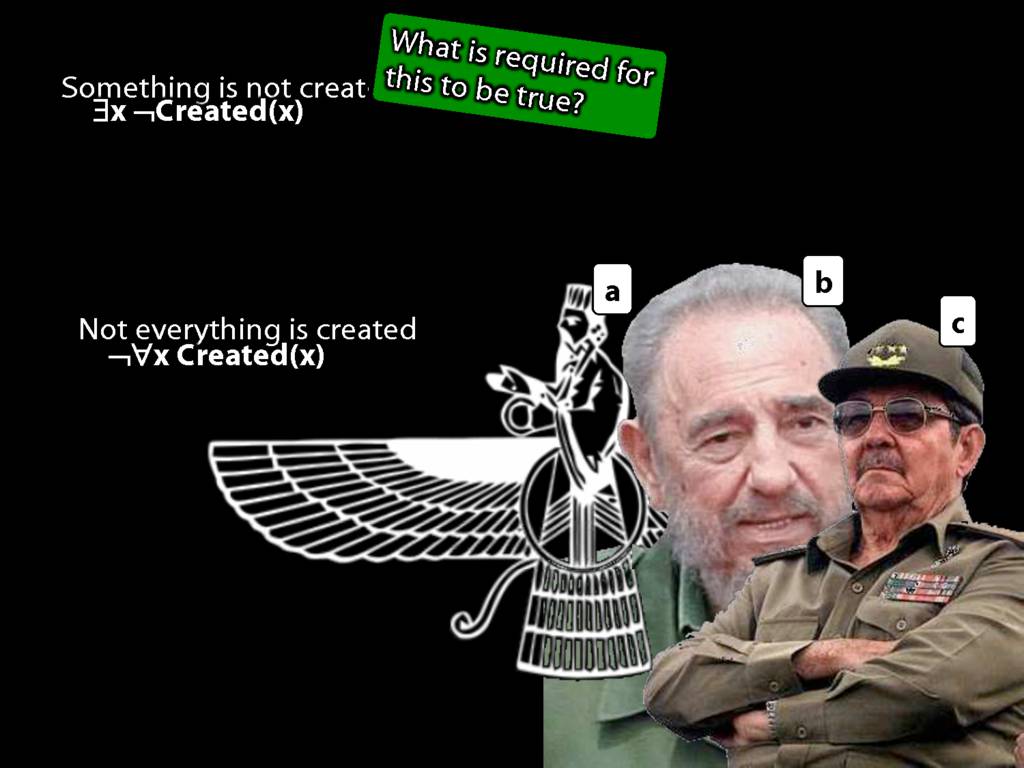 What is required for
this to be true?
Something is not creat
∃x ¬Created(x)
a
b
c
Not everything is created
¬∀x Created(x)